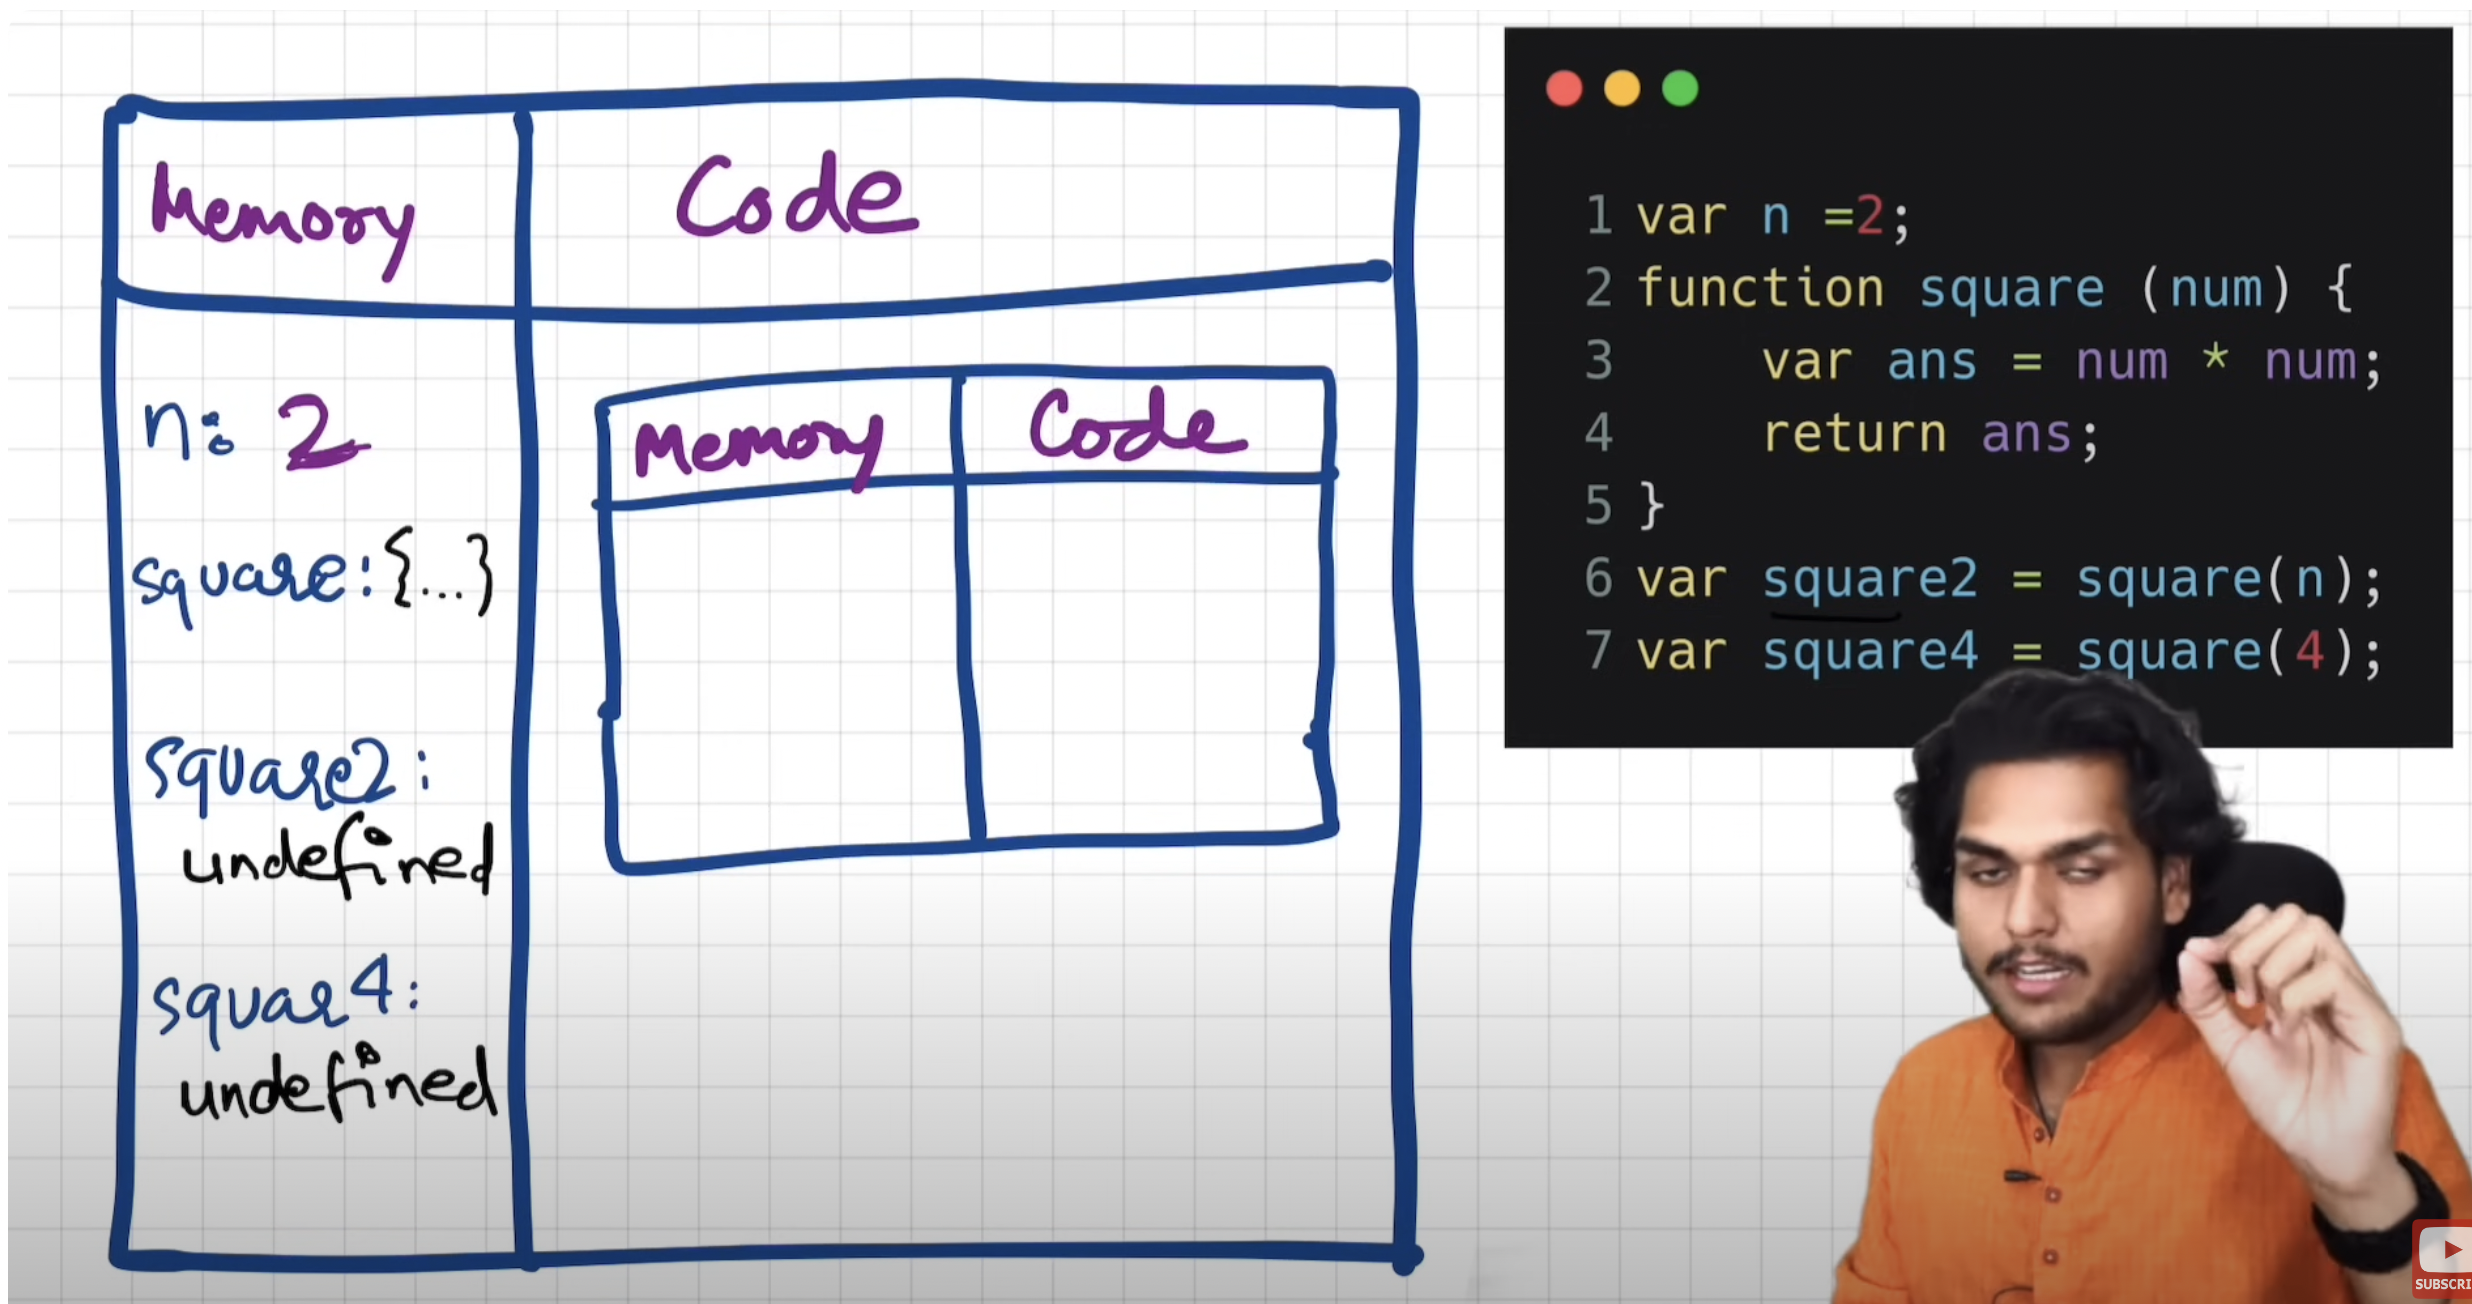 Memory
Code
n: 2
square: {...}
square2:
undefined
squar4:
undefined
Memory
Code
1 var n =2;
2 function square (num) {
3 var ans = num * num;
4 return ans;
5 }
6 var square2 = square(n);
7 var square4 = square(4);
SUBSCRI